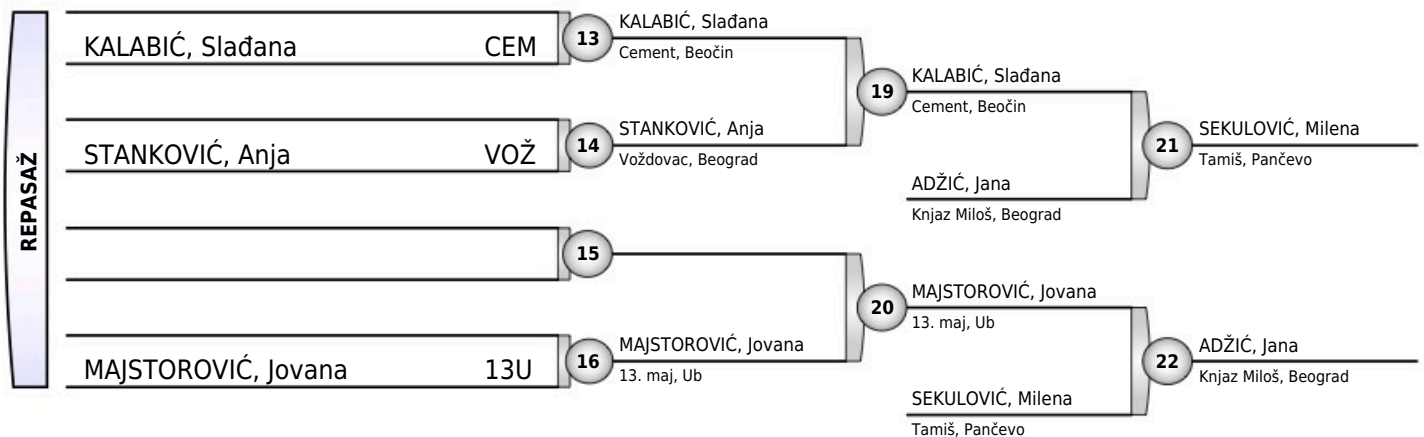 REPASAŽ
KALABIĆ, Slađana CEM
13
KALABIĆ, Slađana
Cement, Beočin
STANKOVIĆ, Anja VOŽ
14
STANKOVIĆ, Anja
Voždovac, Beograd
15
MAJSTOROVIĆ, Jovana 13U
16
MAJSTOROVIĆ, Jovana
13. maj, Ub
19
KALABIĆ, Slađana
Cement, Beočin
ADŽIĆ, Jana
Knjaz Miloš, Beograd
20
MAJSTOROVIĆ, Jovana
13. maj, Ub
SEKULOVIĆ, Milena
Tamiš, Pančevo
21
SEKULOVIĆ, Milena
Tamiš, Pančevo
22
ADŽIĆ, Jana
Knjaz Miloš, Beograd